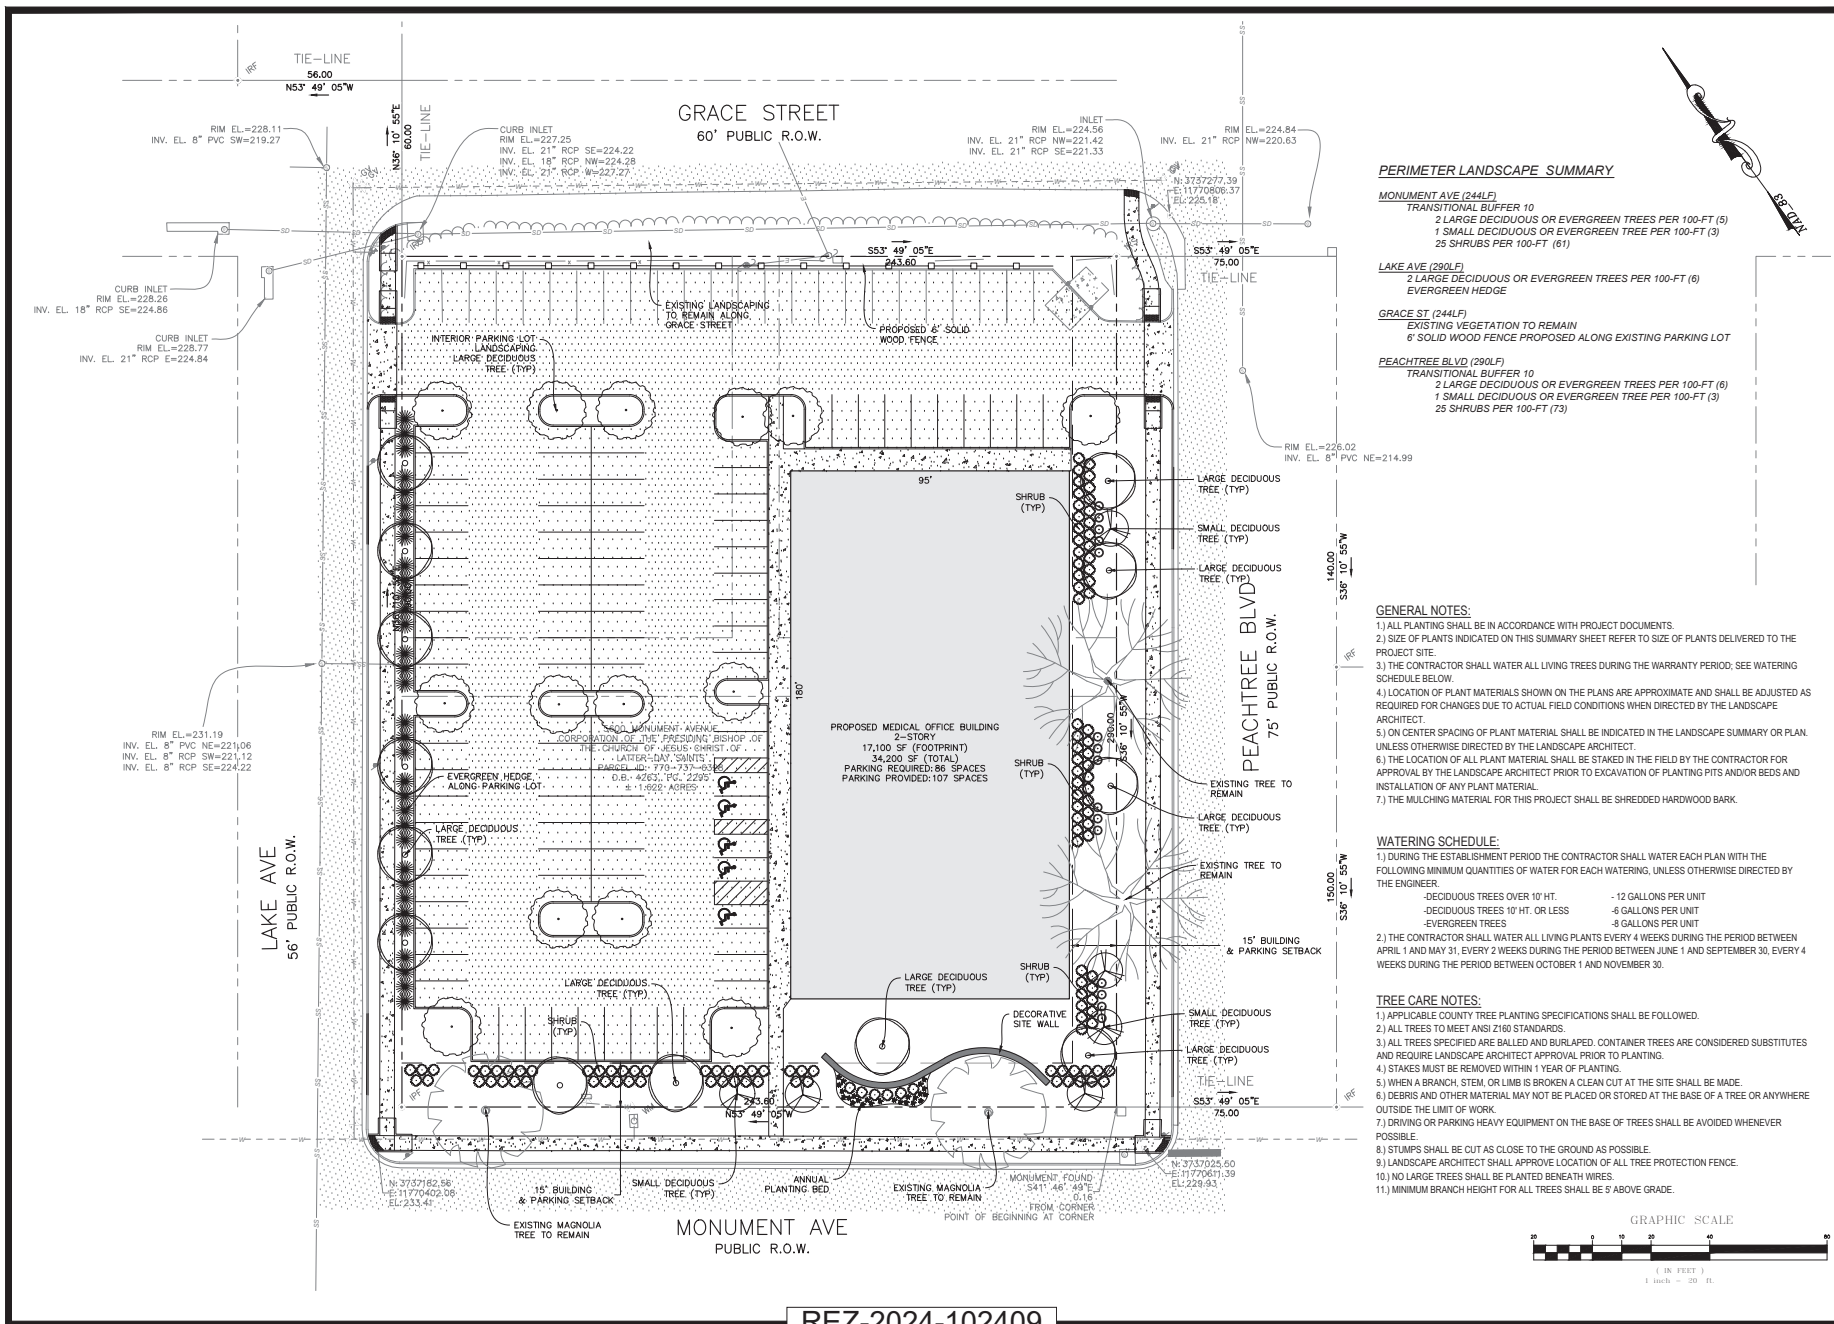 TIE-LINE
56.00
N53° 49' 05"W
IRF
N36° 10' 55"E
60.00
TIE-LINE
GRACE STREET
60' PUBLIC R.O.W.
RIM EL.=228.11
INV. EL. 8" PVC SW=219.27
CURB INLET
RIM EL.=227.25
INV. EL. 21" RCP SE=224.22
INV. EL. 18" RCP NW=224.28
INV. EL. 21" RCP W=227.27
INLET
RIM EL.=224.56
INV. EL. 21" RCP NW=221.42
INV. EL. 21" RCP SE=221.33
RIM EL.=224.84
INV. EL. 21" RCP NW=220.63
N: 3737277.39
E: 11770806.37
EL: 225.18
NAD 83
CURB INLET
RIM EL.=228.26
INV. EL. 18" RCP SE=224.86
CURB INLET
RIM EL.=228.77
INV. EL. 21" RCP E=224.84
S53° 49' 05"E
243.60
S53° 49' 05"E
75.00
TIE-LINE
EXISTING LANDSCAPING
TO REMAIN ALONG
GRACE STREET
PROPOSED 6' SOLID
WOOD FENCE
INTERIOR PARKING LOT
LANDSCAPING
LARGE DECIDUOUS
TREE (TYP)
RIM EL.=226.02
INV. EL. 8" PVC NE=214.99
PERIMETER LANDSCAPE SUMMARY
MONUMENT AVE (244LF)
TRANSITIONAL BUFFER 10
2 LARGE DECIDUOUS OR EVERGREEN TREES PER 100-FT (5)
1 SMALL DECIDUOUS OR EVERGREEN TREE PER 100-FT (3)
25 SHRUBS PER 100-FT (61)
LAKE AVE (290LF)
2 LARGE DECIDUOUS OR EVERGREEN TREES PER 100-FT (6)
EVERGREEN HEDGE
GRACE ST (244LF)
EXISTING VEGETATION TO REMAIN
6' SOLID WOOD FENCE PROPOSED ALONG EXISTING PARKING LOT
PEACHTREE BLVD (290LF)
TRANSITIONAL BUFFER 10
2 LARGE DECIDUOUS OR EVERGREEN TREES PER 100-FT (6)
1 SMALL DECIDUOUS OR EVERGREEN TREE PER 100-FT (3)
25 SHRUBS PER 100-FT (73)
95'
SHRUB
(TYP)
LARGE DECIDUOUS
TREE (TYP)
SMALL DECIDUOUS
TREE (TYP)
LARGE DECIDUOUS
TREE (TYP)
140.00
S36° 10' 55"W
PEACHTREE BLVD
75' PUBLIC R.O.W.
IRF
180'
290.00
S36° 10' 55"W
PROPOSED MEDICAL OFFICE BUILDING
2-STORY
17,100 SF (FOOTPRINT)
34,200 SF (TOTAL)
PARKING REQUIRED: 86 SPACES
PARKING PROVIDED: 107 SPACES
MONUMENT AVENUE
CORPORATION OF THE PRESIDING BISHOP OF
THE CHURCH OF JESUS CHRIST OF
LATTER-DAY SAINTS
PARCEL ID: 770-737-
D.B. 4263, PG. 2295
± 1.622 ACRES
RIM EL.=231.19
INV. EL. 8" PVC NE=221.06
INV. EL. 8" RCP SW=221.12
INV. EL. 8" RCP SE=224.22
EVERGREEN HEDGE
ALONG PARKING LOT
LARGE DECIDUOUS
TREE (TYP)
SHRUB
(TYP)
EXISTING TREE TO
REMAIN
LARGE DECIDUOUS
TREE (TYP)
EXISTING TREE TO
REMAIN
150.00
S36° 10' 55"W
LAKE AVE
56' PUBLIC R.O.W.
15' BUILDING
& PARKING SETBACK
SHRUB
(TYP)
LARGE DECIDUOUS
TREE (TYP)
LARGE DECIDUOUS
TREE (TYP)
SHRUB
(TYP)
DECORATIVE
SITE WALL
SMALL DECIDUOUS
TREE (TYP)
LARGE DECIDUOUS
TREE (TYP)
TIE-LINE
S53° 49' 05"E
75.00
IRF
IPF
WM
243.60
N53° 49' 05"W
N: 3737182.56
E: 11770402.08
EL: 233.41
15' BUILDING
& PARKING SETBACK
SMALL DECIDUOUS
TREE (TYP)
ANNUAL
PLANTING BED
EXISTING MAGNOLIA
TREE TO REMAIN
MONUMENT FOUND
S41° 46' 49"E
0.16
FROM CORNER
POINT OF BEGINNING AT CORNER
N: 3737025.50
E: 11770611.39
EL: 229.93
EXISTING MAGNOLIA
TREE TO REMAIN
MONUMENT AVE
PUBLIC R.O.W.
GENERAL NOTES:
1.) ALL PLANTING SHALL BE IN ACCORDANCE WITH PROJECT DOCUMENTS.
2.) SIZE OF PLANTS INDICATED ON THIS SUMMARY SHEET REFER TO SIZE OF PLANTS DELIVERED TO THE
PROJECT SITE.
3.) THE CONTRACTOR SHALL WATER ALL LIVING TREES DURING THE WARRANTY PERIOD; SEE WATERING
SCHEDULE BELOW.
4.) LOCATION OF PLANT MATERIALS SHOWN ON THE PLANS ARE APPROXIMATE AND SHALL BE ADJUSTED AS
REQUIRED FOR CHANGES DUE TO ACTUAL FIELD CONDITIONS WHEN DIRECTED BY THE LANDSCAPE
ARCHITECT.
5.) ON CENTER SPACING OF PLANT MATERIAL SHALL BE INDICATED IN THE LANDSCAPE SUMMARY OR PLAN.
UNLESS OTHERWISE DIRECTED BY THE LANDSCAPE ARCHITECT.
6.) THE LOCATION OF ALL PLANT MATERIAL SHALL BE STAKED IN THE FIELD BY THE CONTRACTOR FOR
APPROVAL BY THE LANDSCAPE ARCHITECT PRIOR TO EXCAVATION OF PLANTING PITS AND/OR BEDS AND
INSTALLATION OF ANY PLANT MATERIAL.
7.) THE MULCHING MATERIAL FOR THIS PROJECT SHALL BE SHREDDED HARDWOOD BARK.
WATERING SCHEDULE:
1.) DURING THE ESTABLISHMENT PERIOD THE CONTRACTOR SHALL WATER EACH PLAN WITH THE
FOLLOWING MINIMUM QUANTITIES OF WATER FOR EACH WATERING, UNLESS OTHERWISE DIRECTED BY
THE ENGINEER.
-DECIDUOUS TREES OVER 10' HT. - 12 GALLONS PER UNIT
-DECIDUOUS TREES 10' HT. OR LESS -6 GALLONS PER UNIT
-EVERGREEN TREES -8 GALLONS PER UNIT
2.) THE CONTRACTOR SHALL WATER ALL LIVING PLANTS EVERY 4 WEEKS DURING THE PERIOD BETWEEN
APRIL 1 AND MAY 31, EVERY 2 WEEKS DURING THE PERIOD BETWEEN JUNE 1 AND SEPTEMBER 30, EVERY 4
WEEKS DURING THE PERIOD BETWEEN OCTOBER 1 AND NOVEMBER 30.
TREE CARE NOTES:
1.) APPLICABLE COUNTY TREE PLANTING SPECIFICATIONS SHALL BE FOLLOWED.
2.) ALL TREES TO MEET ANSI Z160 STANDARDS.
3.) ALL TREES SPECIFIED ARE BALLED AND BURLAPED. CONTAINER TREES ARE CONSIDERED SUBSTITUTES
AND REQUIRE LANDSCAPE ARCHITECT APPROVAL PRIOR TO PLANTING.
4.) STAKES MUST BE REMOVED WITHIN 1 YEAR OF PLANTING.
5.) WHEN A BRANCH, STEM, OR LIMB IS BROKEN A CLEAN CUT AT THE SITE SHALL BE MADE.
6.) DEBRIS AND OTHER MATERIAL MAY NOT BE PLACED OR STORED AT THE BASE OF A TREE OR ANYWHERE
OUTSIDE THE LIMIT OF WORK.
7.) DRIVING OR PARKING HEAVY EQUIPMENT ON THE BASE OF TREES SHALL BE AVOIDED WHENEVER
POSSIBLE.
8.) STUMPS SHALL BE CUT AS CLOSE TO THE GROUND AS POSSIBLE.
9.) LANDSCAPE ARCHITECT SHALL APPROVE LOCATION OF ALL TREE PROTECTION FENCE.
10.) NO LARGE TREES SHALL BE PLANTED BENEATH WIRES.
11.) MINIMUM BRANCH HEIGHT FOR ALL TREES SHALL BE 5' ABOVE GRADE.
GRAPHIC SCALE
20 0 10 20 40 80
( IN FEET )
1 inch = 20 ft.
REZ-2024-102409